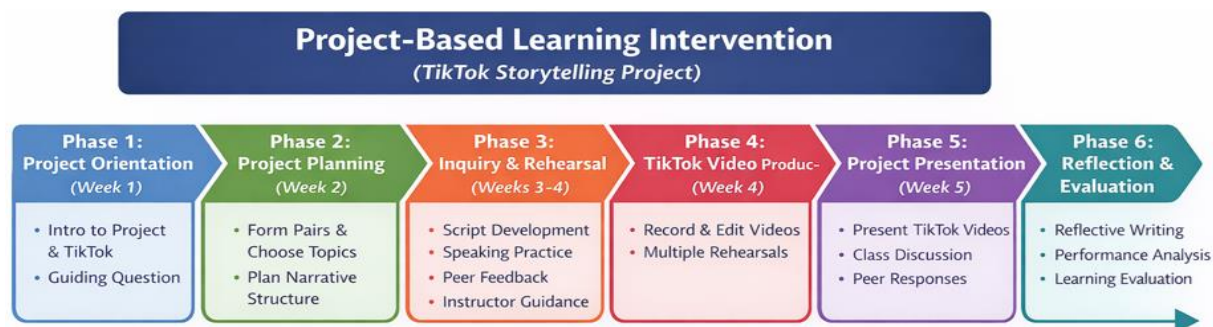 Project-Based Learning Intervention
(TikTok Storytelling Project)
Phase 1:
Project Orientation
(Week 1)
• Intro to Project
& TikTok
• Guiding Question
Phase 2:
Project Planning
(Week 2)
• Form Pairs &
Choose Topics
• Plan Narrative
Structure
Phase 3:
Inquiry & Rehearsal
(Weeks 3-4)
• Script Development
• Speaking Practice
• Peer Feedback
• Instructor Guidance
Phase 4:
TikTok Video Produc-
(Week 4)
• Record & Edit Videos
• Multiple Rehearsals
Phase 5:
Project Presentation
(Week 5)
• Present TikTok Videos
• Class Discussion
• Peer Responses
Phase 6:
Reflection &
Evaluation
• Reflective Writing
• Performance Analysis
• Learning Evaluation